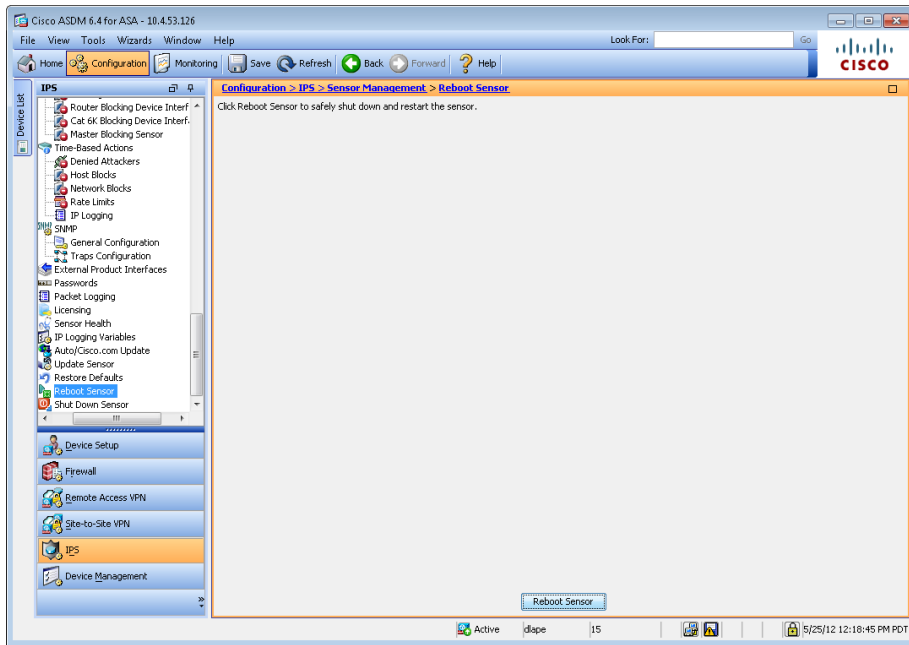 Cisco ASDM 6.4 for ASA - 10.4.53.126
File View Tools Wizards Window Help
Look For:
Go
Home Configuration Monitoring Save Refresh Back Forward Help
CISCO
Device List
IPS
Router Blocking Device Interf
Cat 6K Blocking Device Interf
Master Blocking Sensor
Time-Based Actions
Denied Attackers
Host Blocks
Network Blocks
Rate Limits
IP Logging
SNMP
General Configuration
Traps Configuration
External Product Interfaces
Passwords
Packet Logging
Licensing
Sensor Health
IP Logging Variables
Auto/Cisco.com Update
Update Sensor
Restore Defaults
Reboot Sensor
Shut Down Sensor
Device Setup
Firewall
Remote Access VPN
Site-to-Site VPN
IPS
Device Management
Configuration > IPS > Sensor Management > Reboot Sensor
Click Reboot Sensor to safely shut down and restart the sensor.
Reboot Sensor
Active dlape 15 5/25/12 12:18:45 PM PDT